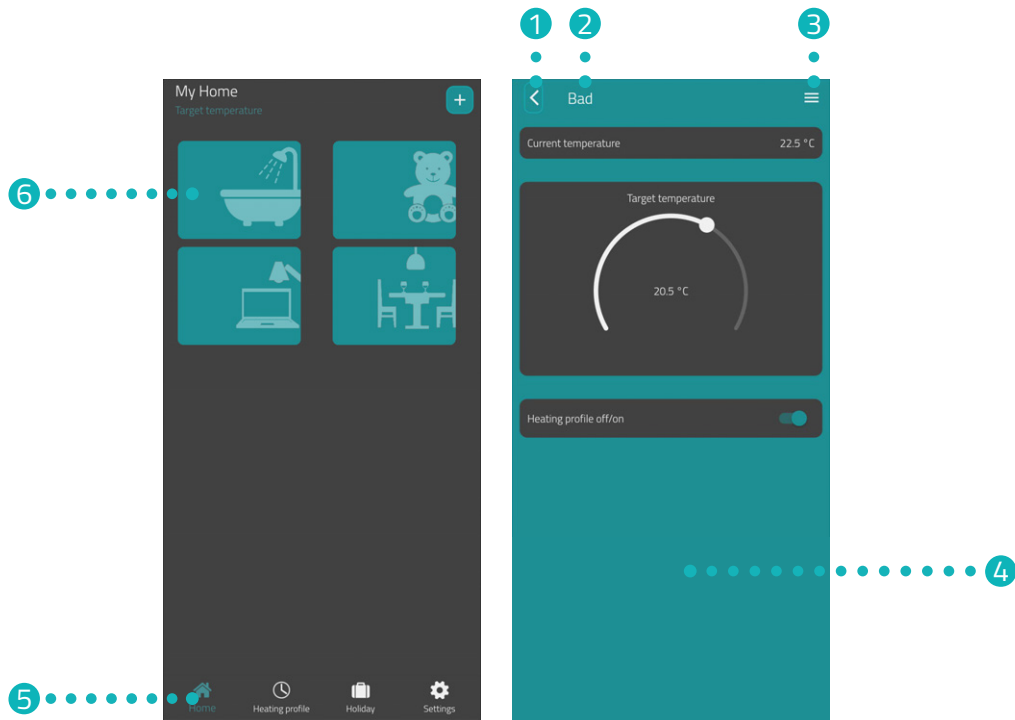 1 2 3
My Home
Target temperature
+
Bad
Current temperature 22.5 °C
Target temperature
20.5 °C
Heating profile off/on
6
4
5
Home Heating profile Holiday Settings